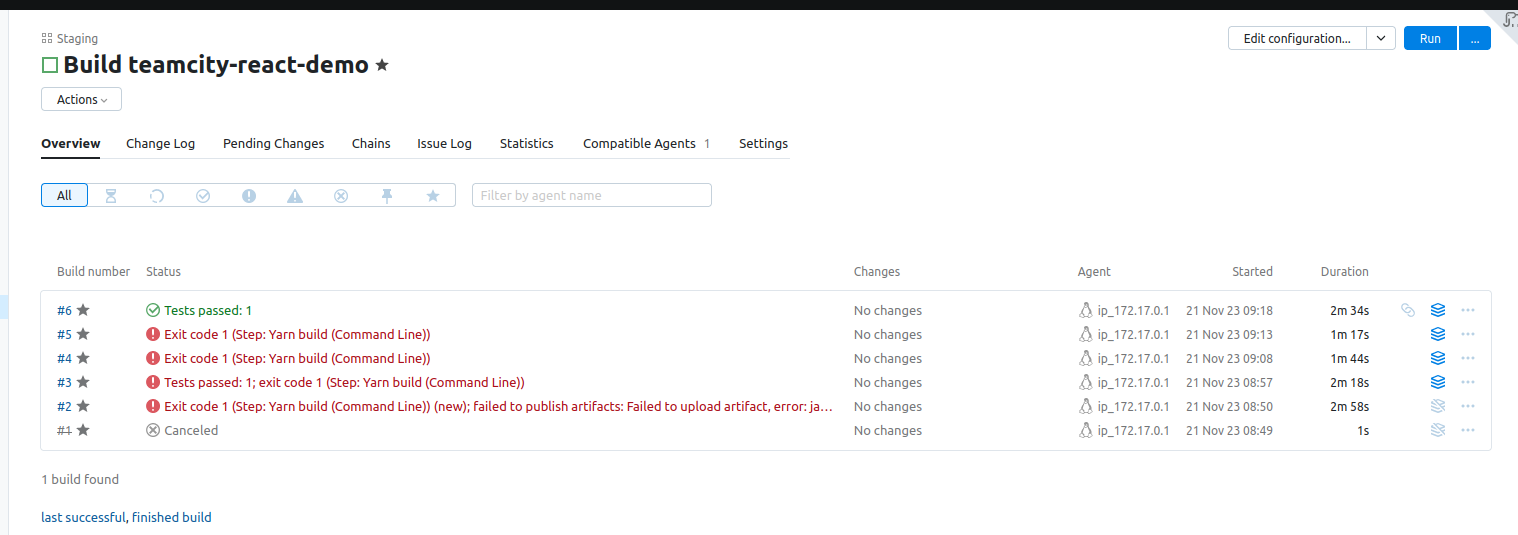 Staging
Edit configuration...
Run
...
Build teamcity-react-demo
Actions
Overview Change Log Pending Changes Chains Issue Log Statistics Compatible Agents 1 Settings
All
Filter by agent name
Build number Status Changes Agent Started Duration
#6 Tests passed: 1 No changes ip_172.17.0.1 21 Nov 23 09:18 2m 34s
#5 Exit code 1 (Step: Yarn build (Command Line)) No changes ip_172.17.0.1 21 Nov 23 09:13 1m 17s
#4 Exit code 1 (Step: Yarn build (Command Line)) No changes ip_172.17.0.1 21 Nov 23 09:08 1m 44s
#3 Tests passed: 1; exit code 1 (Step: Yarn build (Command Line)) No changes ip_172.17.0.1 21 Nov 23 08:57 2m 18s
#2 Exit code 1 (Step: Yarn build (Command Line)) (new); failed to publish artifacts: Failed to upload artifact, error: ja... No changes ip_172.17.0.1 21 Nov 23 08:50 2m 58s
#1 Canceled No changes ip_172.17.0.1 21 Nov 23 08:49 1s
1 build found
last successful, finished build